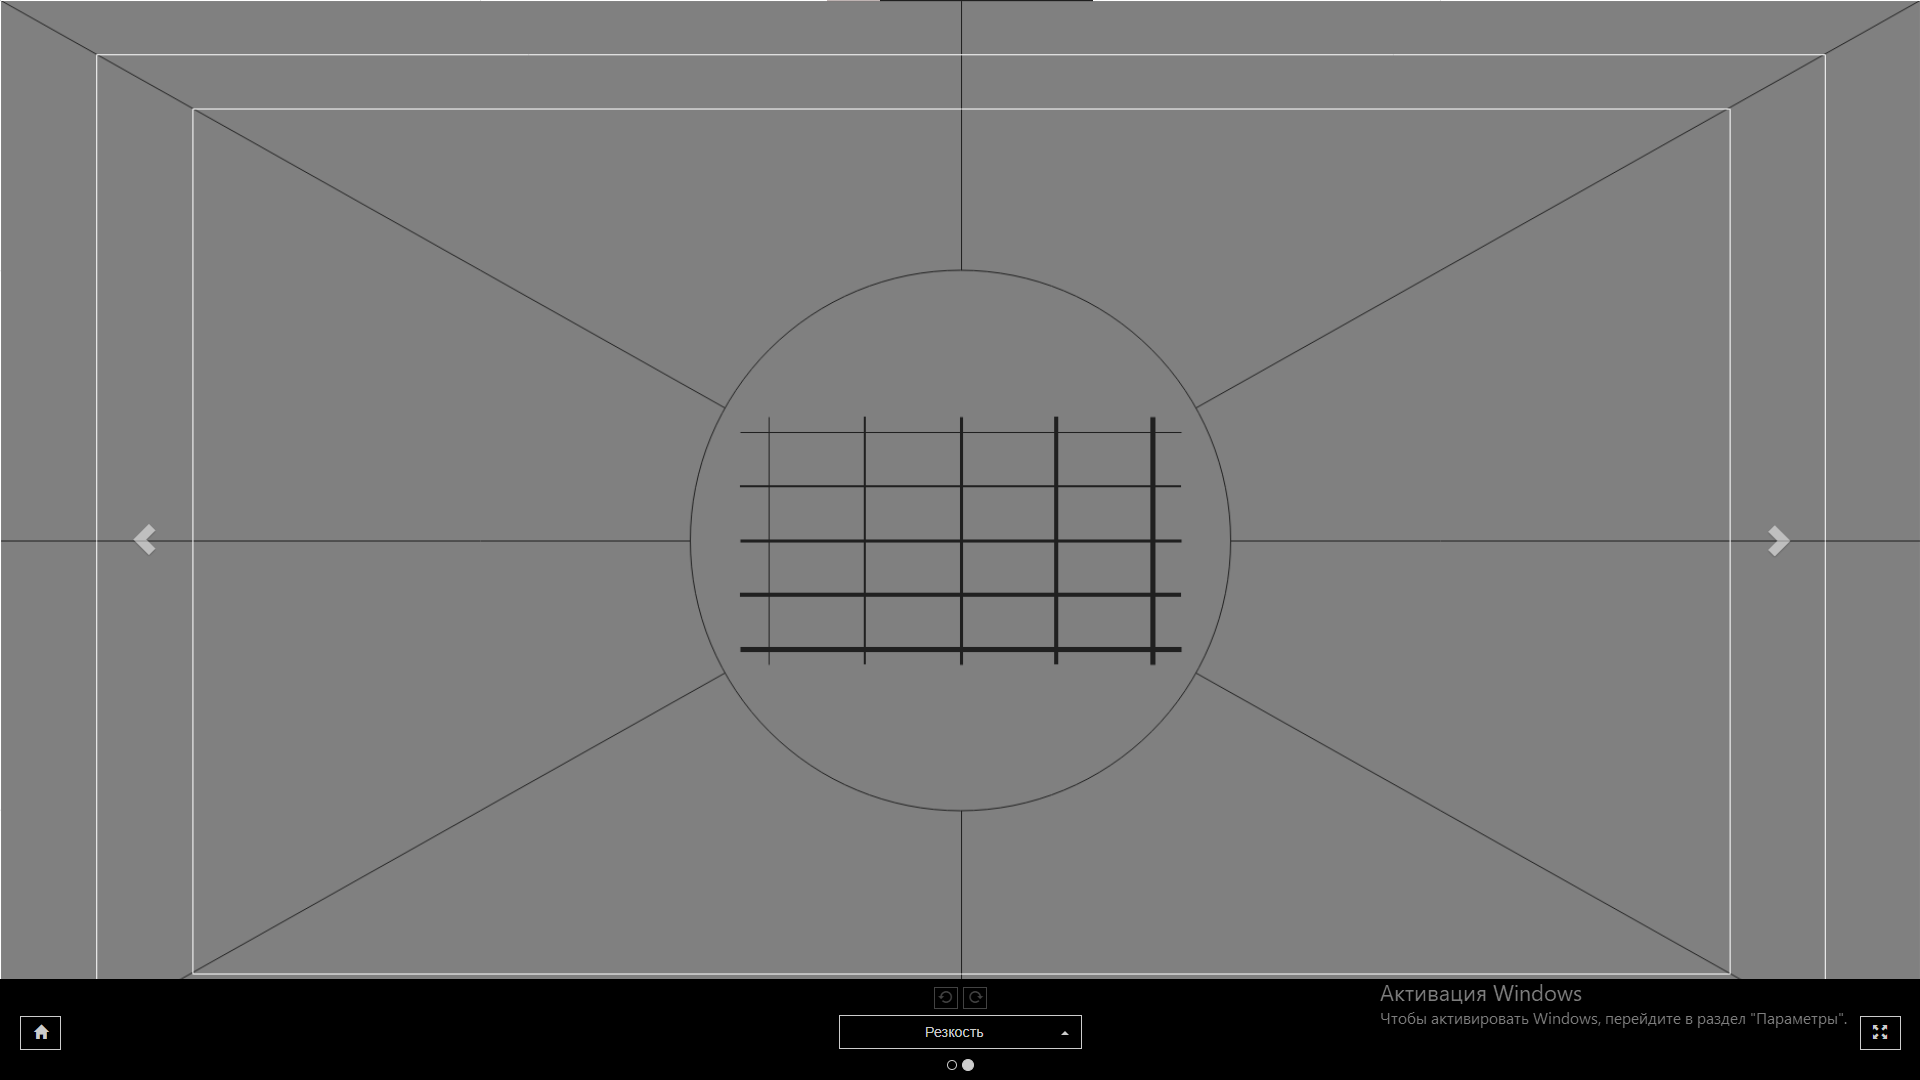 Активация Windows
Чтобы активировать Windows, перейдите в раздел "Параметры".
Резкость